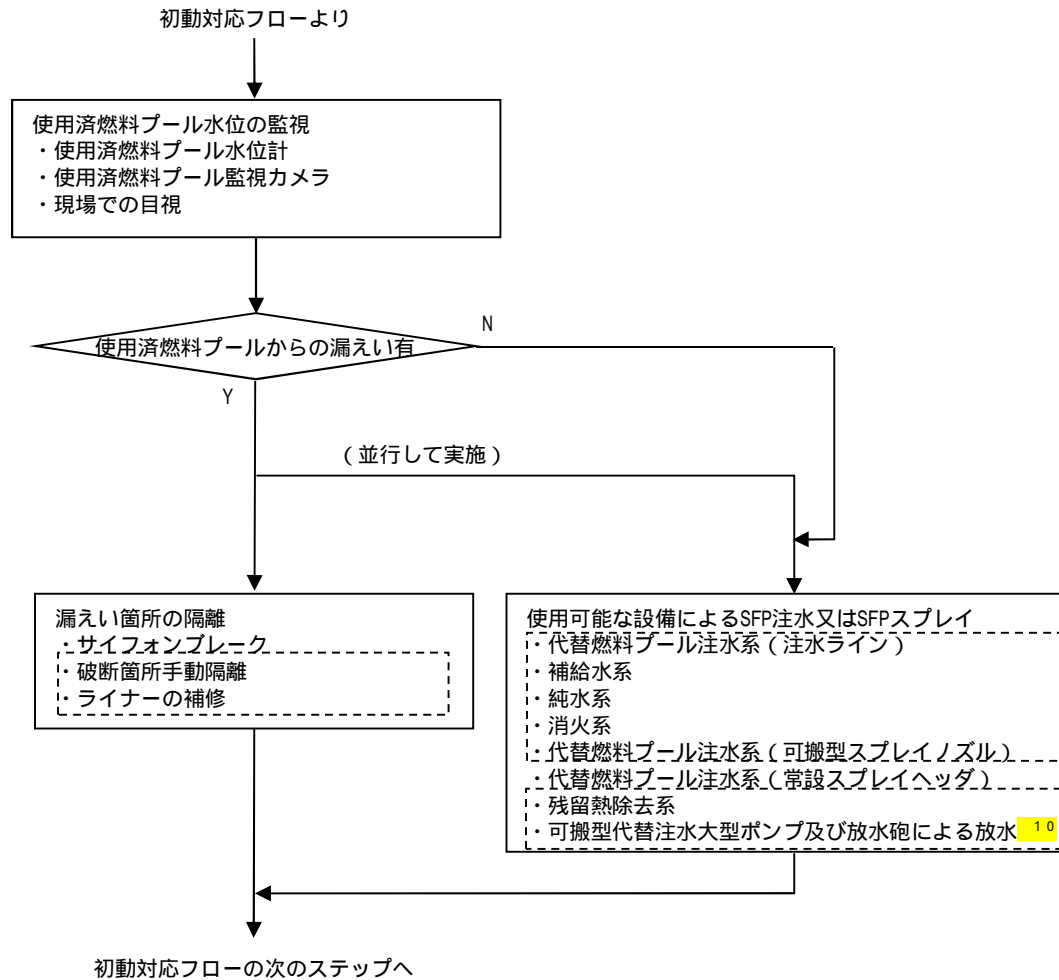 初動対応フローより
使用済燃料プール水位の監視
・使用済燃料プール水位計
・使用済燃料プール監視カメラ
・現場での目視
使用済燃料プールからの漏えい有
N
Y
(並行して実施)
漏えい箇所の隔離
・サイフォンブレーク
・破断箇所手動隔離
・ライナーの補修
使用可能な設備によるSFP注水又はSFPスプレイ
・代替燃料プール注水系(注水ライン)
・補給水系
・純水系
・消火系
・代替燃料プール注水系(可搬型スプレイノズル)
・代替燃料プール注水系(常設スプレイヘッダ)
・残留熱除去系
・可搬型代替注水大型ポンプ及び放水砲による放水 10
初動対応フローの次のステップへ